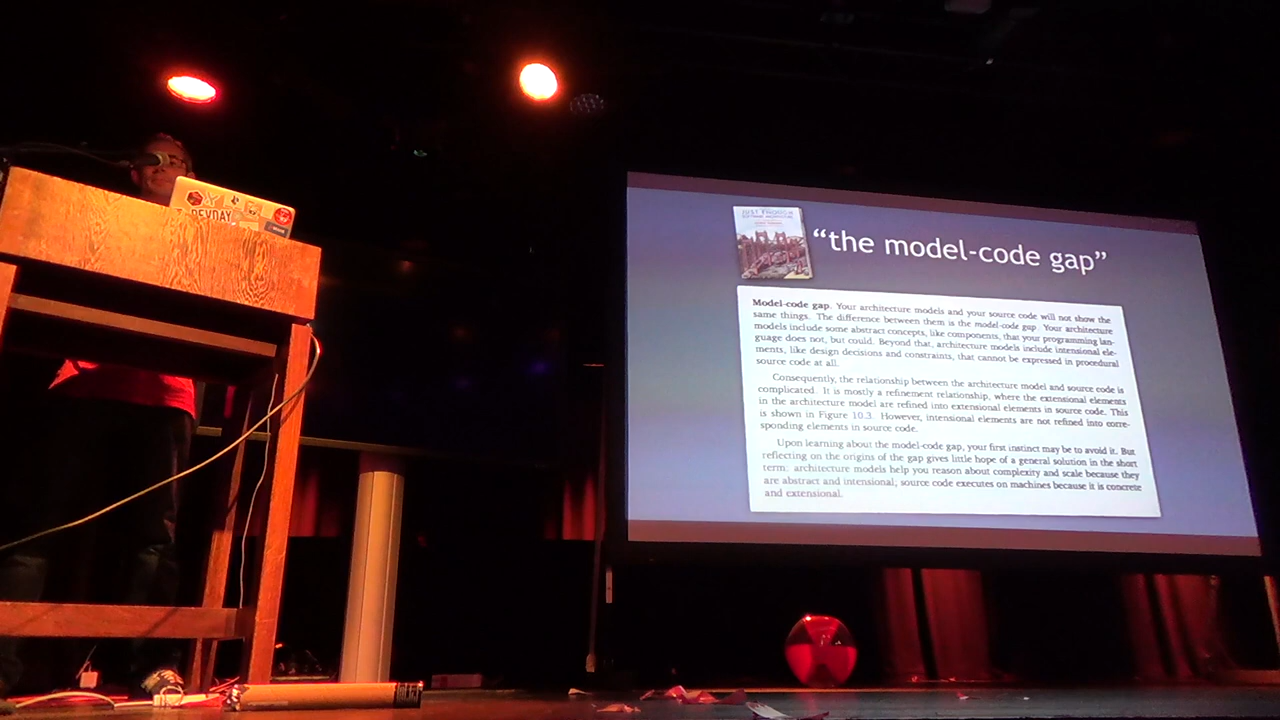 DEVDAY
JUST ENOUGH
SOFTWARE ARCHITECTURE
“the model-code gap”
Model-code gap. Your architecture models and your source code will not show the
same things. The difference between them is the model-code gap. Your architecture
models include some abstract concepts, like components, that your programming lan-
guage does not, but could. Beyond that, architecture models include intensional ele-
ments, like design decisions and constraints, that cannot be expressed in procedural
source code at all.
Consequently, the relationship between the architecture model and source code is
complicated. It is mostly a refinement relationship, where the extensional elements
in the architecture model are refined into extensional elements in source code. This
is shown in Figure 10.3. However, intensional elements are not refined into corre-
sponding elements in source code.
Upon learning about the model-code gap, your first instinct may be to avoid it. But
reflecting on the origins of the gap gives little hope of a general solution in the short
term: architecture models help you reason about complexity and scale because they
are abstract and intensional; source code executes on machines because it is concrete
and extensional.